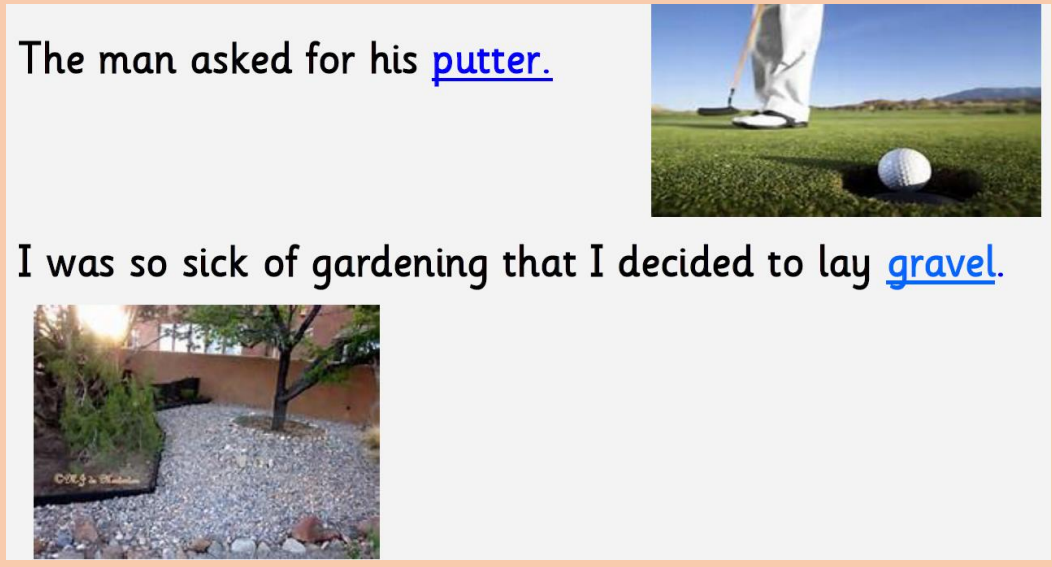 The man asked for his putter.
I was so sick of gardening that I decided to lay gravel.